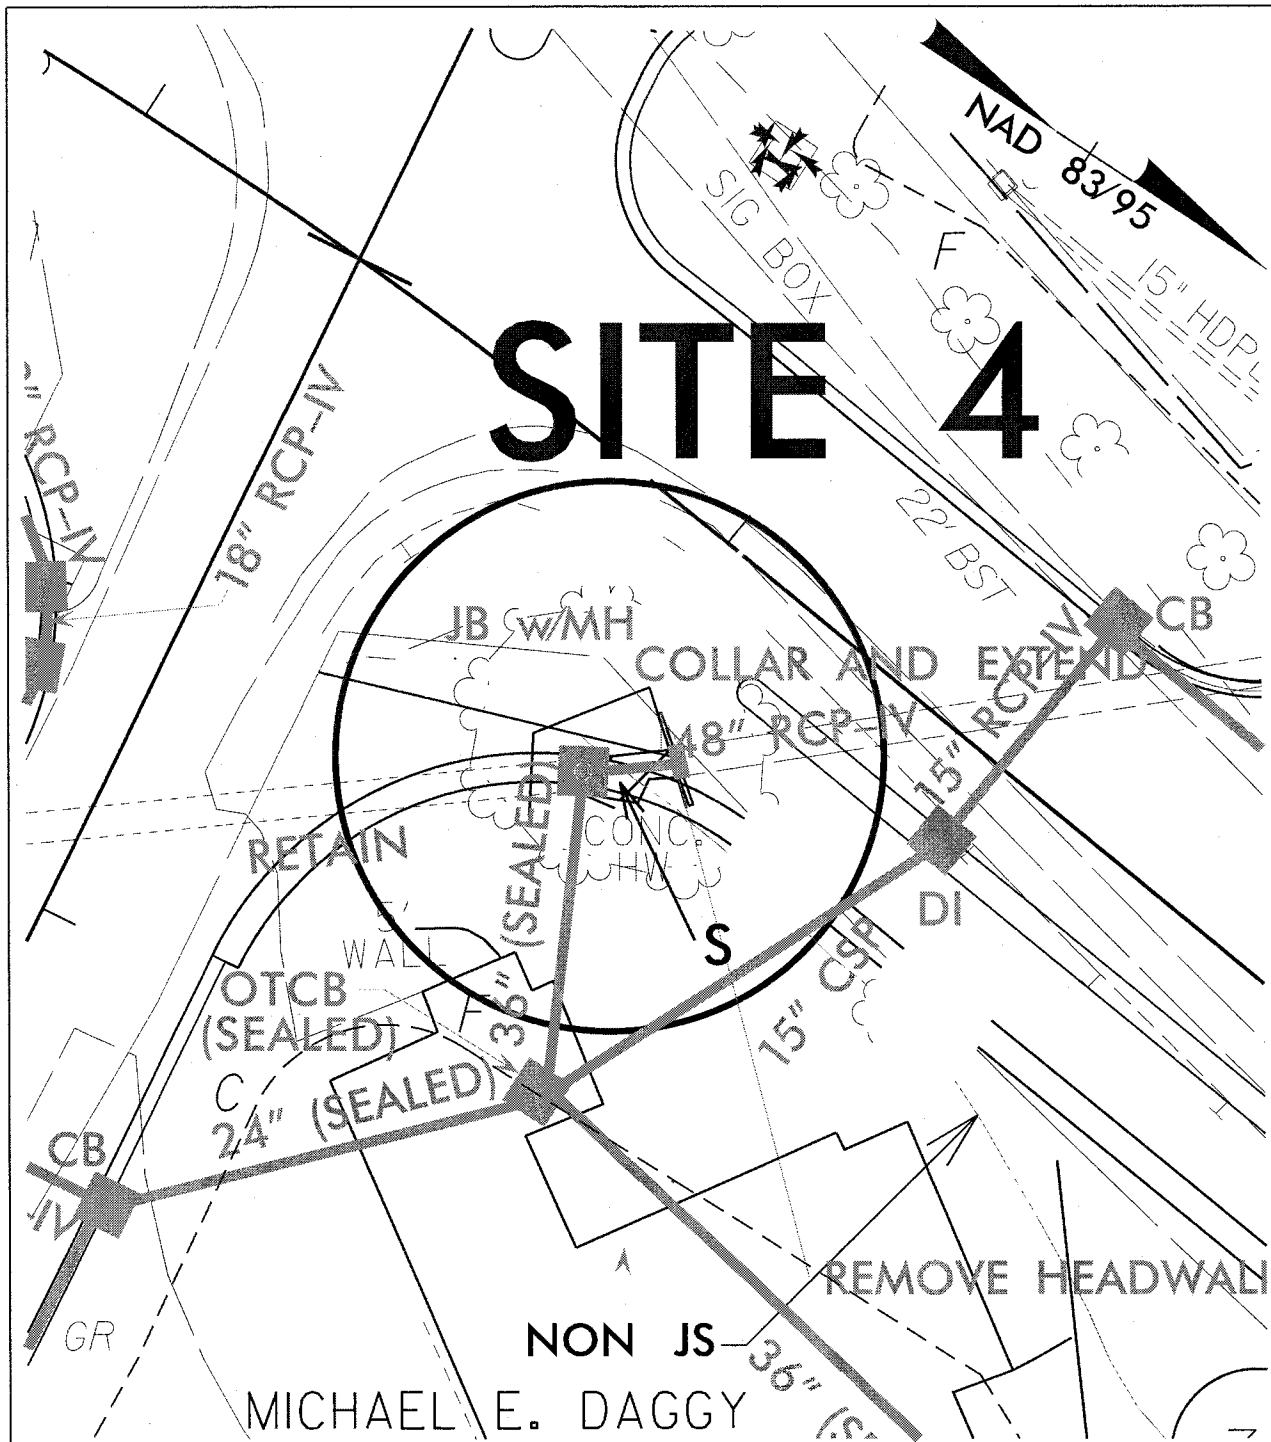 NAD 83/95
SIG BOX
F
15" HDP
SITE 4
RCP-IV
18" RCP-IV
22' BST
JB w/MH
CB
COLLAR AND EXTEND
48" RCP-IV
15" RCP-IV
(SEALED)
CONC.
HW
RETAIN
5'
WALL
S
DI
OTCB
(SEALED)
36"
15" CSP
C
24" (SEALED)
CB
IV
REMOVE HEADWALL
GR
NON JS
36"
MICHAEL E. DAGGY